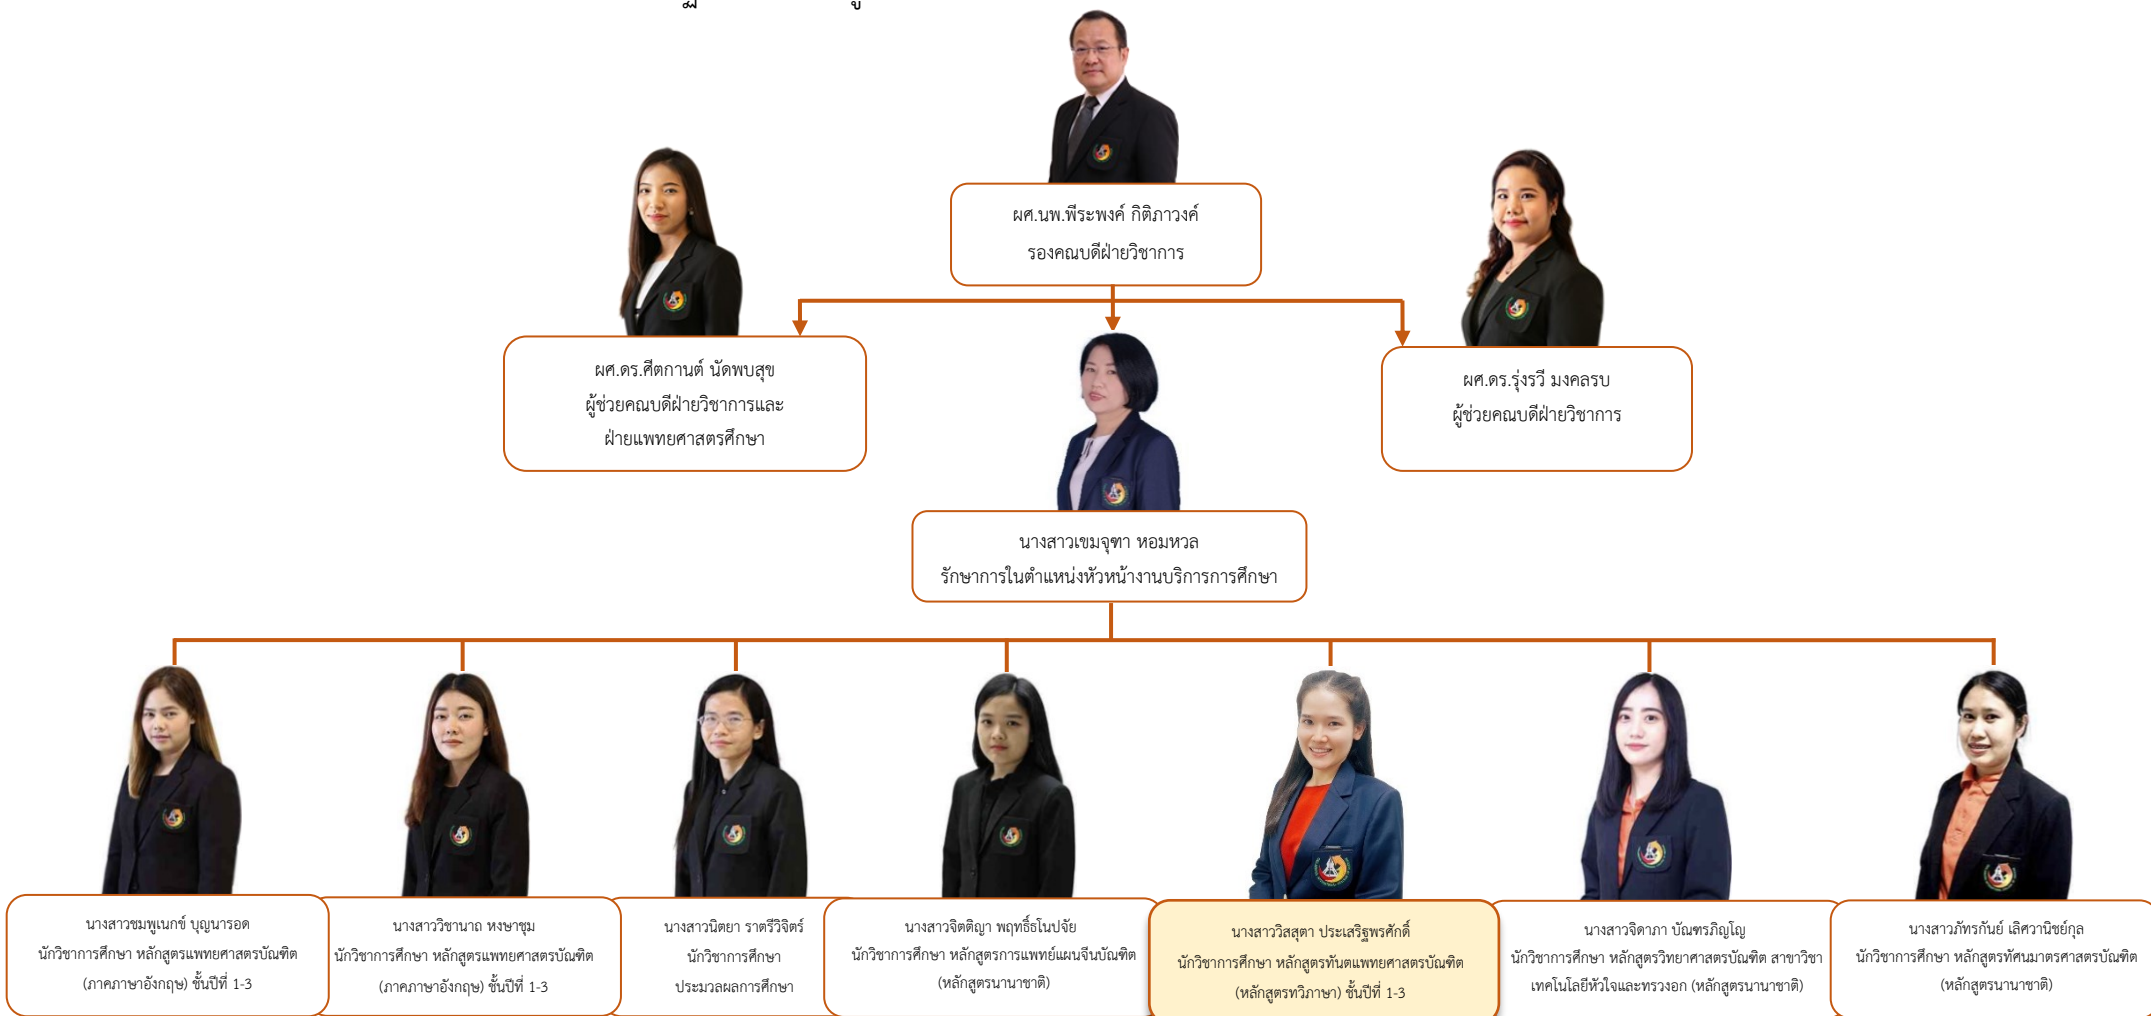 ผศ.นพ.พีระพงค์ กิติภาวงค์
รองคณบดีฝ่ายวิชาการ
ผศ.ดร.ศีตกานต์ นัดพบสุข
ผู้ช่วยคณบดีฝ่ายวิชาการและ
ฝ่ายแพทยศาสตรศึกษา
ผศ.ดร.รุ่งรวี มงคลรบ
ผู้ช่วยคณบดีฝ่ายวิชาการ
นางสาวเขมจุฑา หอมหวล
รักษาการในตำแหน่งหัวหน้างานบริการการศึกษา
นางสาวชมพูเนกข์ บุญนารอด
นักวิชาการศึกษา หลักสูตรแพทยศาสตรบัณฑิต
(ภาคภาษาอังกฤษ) ชั้นปีที่ 1-3
นางสาววิชานาถ หงษาชุม
นักวิชาการศึกษา หลักสูตรแพทยศาสตรบัณฑิต
(ภาคภาษาอังกฤษ) ชั้นปีที่ 1-3
นางสาวนิตยา ราตรีวิจิตร์
นักวิชาการศึกษา
ประมวลผลการศึกษา
นางสาวจิตติญา พฤทธิ์ธโนปจัย
นักวิชาการศึกษา หลักสูตรการแพทย์แผนจีนบัณฑิต
(หลักสูตรนานาชาติ)
นางสาววิสสุตา ประเสริฐพรศักดิ์
นักวิชาการศึกษา หลักสูตรทันตแพทยศาสตรบัณฑิต
(หลักสูตรทวิภาษา) ชั้นปีที่ 1-3
นางสาวจิดาภา บัณฑรภิญโญ
นักวิชาการศึกษา หลักสูตรวิทยาศาสตรบัณฑิต สาขาวิชา
เทคโนโลยีหัวใจและทรวงอก (หลักสูตรนานาชาติ)
นางสาวภัทรกันย์ เลิศวานิชย์กุล
นักวิชาการศึกษา หลักสูตรทัศนมาตรศาสตรบัณฑิต
(หลักสูตรนานาชาติ)